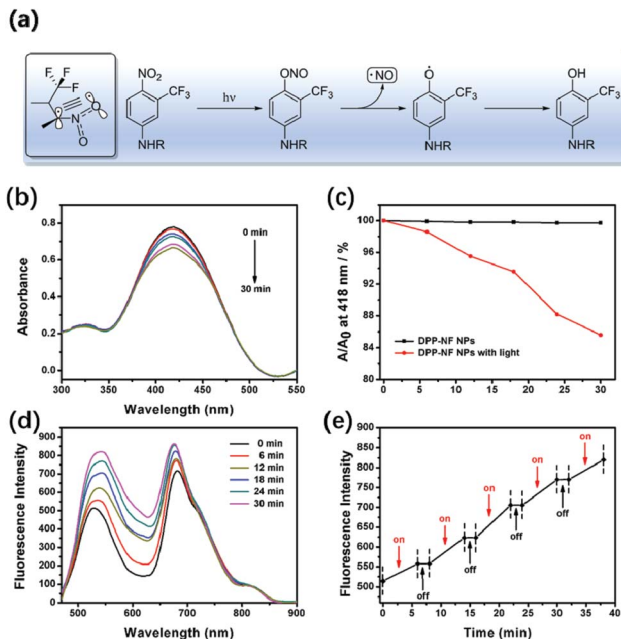 (a)
F
F
F
N
O
O
NO₂
CF₃
NHR
hν
ONO
CF₃
NHR
·NO
Ȯ
CF₃
NHR
OH
CF₃
NHR
(b)
Absorbance
0.8
0.6
0.4
0.2
0.0
0 min
30 min
300 350 400 450 500 550
Wavelength (nm)
(c)
A/A₀ at 418 nm / %
100
96
92
88
84
80
DPP-NF NPs
DPP-NF NPs with light
0 5 10 15 20 25 30
(d)
Fluorescence Intensity
900
800
700
600
500
400
300
200
100
0
0 min
6 min
12 min
18 min
24 min
30 min
500 600 700 800 900
Wavelength (nm)
(e)
Fluorescence Intensity
900
850
800
750
700
650
600
550
500
on
on
on
on
on
off
off
off
off
0 5 10 15 20 25 30 35 40
Time (min)